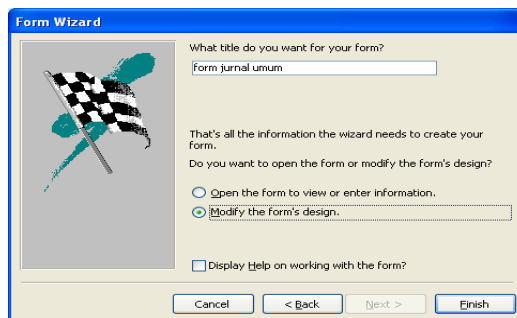 Form Wizard
What title do you want for your form?
form jurnal umum
That's all the information the wizard needs to create your
form.
Do you want to open the form or modify the form's design?
Open the form to view or enter information.
Modify the form's design.
Display Help on working with the form?
Cancel < Back Next > Finish